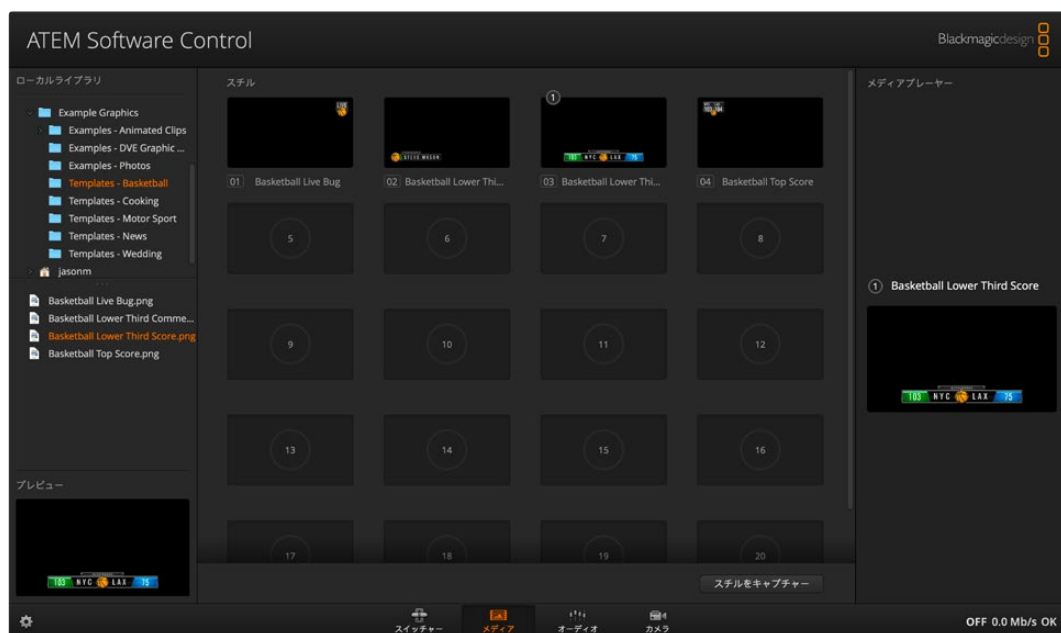 ATEM Software Control
Blackmagicdesign
ローカルライブラリ
Example Graphics
Examples - Animated Clips
Examples - DVE Graphic ...
Examples - Photos
Templates - Basketball
Templates - Cooking
Templates - Motor Sport
Templates - News
Templates - Wedding
jasonm
Basketball Live Bug.png
Basketball Lower Third Comme...
Basketball Lower Third Score.png
Basketball Top Score.png
プレビュー
103 NYC LAX 75
スチル
LIVE
STEVE MASON
1
103 NYC LAX 75
NYC LAX
103 104
01 Basketball Live Bug
02 Basketball Lower Thi...
03 Basketball Lower Thi...
04 Basketball Top Score
5 6 7 8
9 10 11 12
13 14 15 16
17 18 19 20
スチルをキャプチャー
メディアプレーヤー
1 Basketball Lower Third Score
103 NYC LAX 75
スイッチャー
メディア
オーディオ
カメラ
OFF 0.0 Mb/s OK